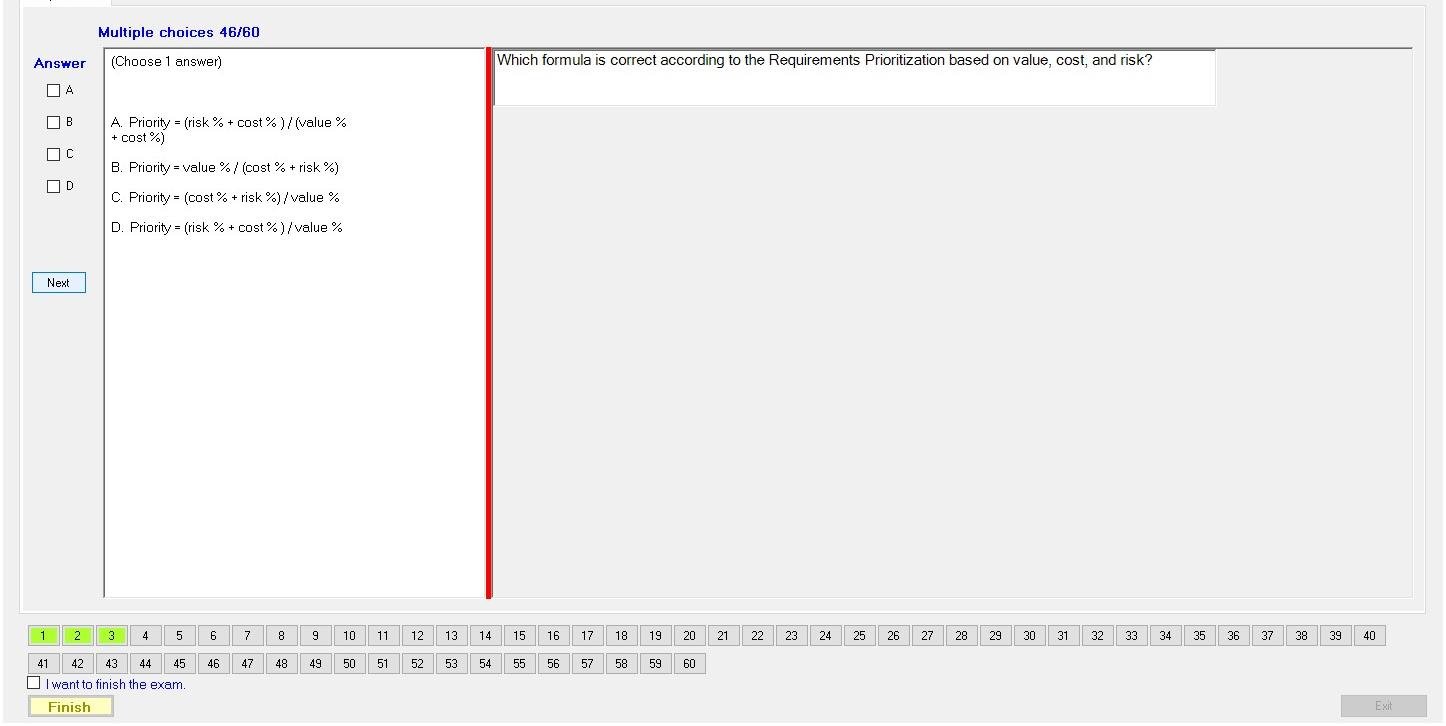 Multiple choices 46/60
Answer
A
B
C
D
Next
(Choose 1 answer)
A. Priority = (risk % + cost % ) / (value %
+ cost %)
B. Priority = value % / (cost % + risk %)
C. Priority = (cost % + risk %) / value %
D. Priority = (risk % + cost % ) / value %
Which formula is correct according to the Requirements Prioritization based on value, cost, and risk?
1 2 3 4 5 6 7 8 9 10 11 12 13 14 15 16 17 18 19 20 21 22 23 24 25 26 27 28 29 30 31 32 33 34 35 36 37 38 39 40
41 42 43 44 45 46 47 48 49 50 51 52 53 54 55 56 57 58 59 60
I want to finish the exam.
Finish
Exit